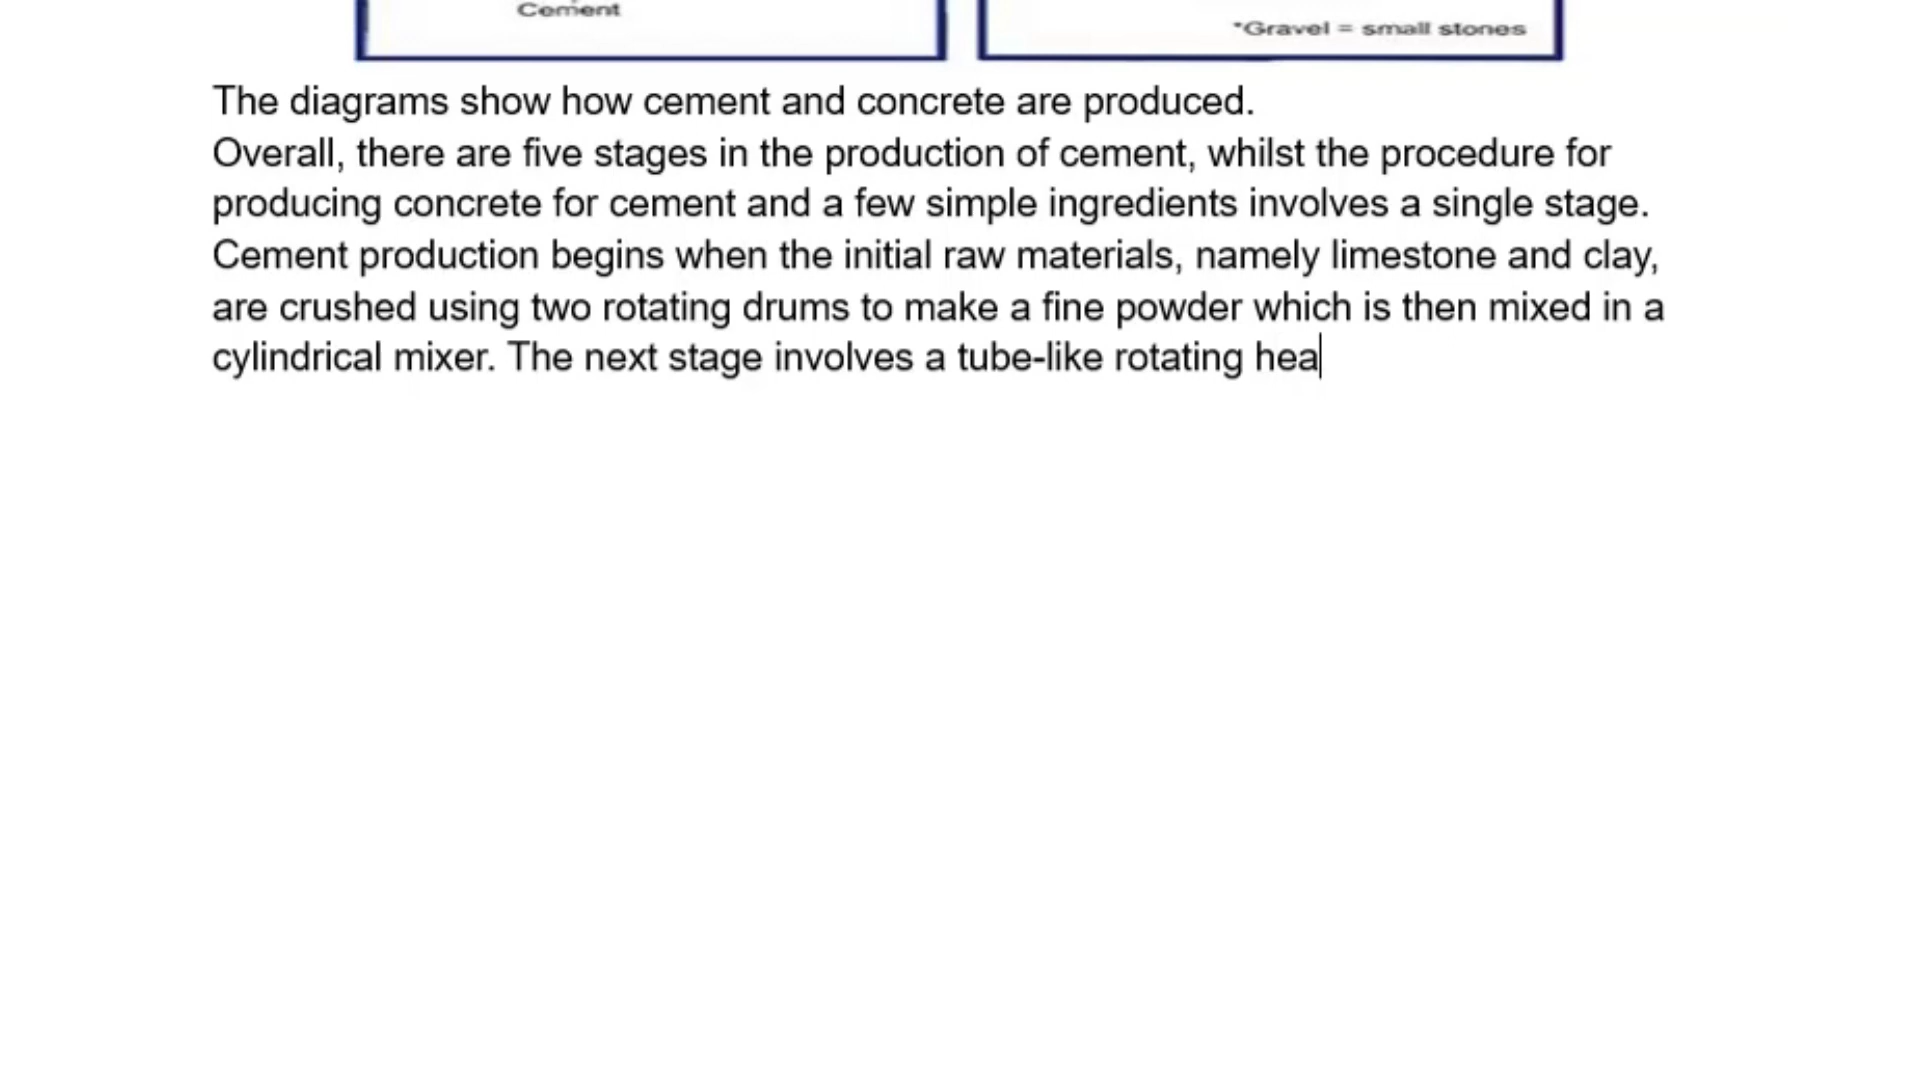 Cement
*Gravel = small stones
The diagrams show how cement and concrete are produced.
Overall, there are five stages in the production of cement, whilst the procedure for
producing concrete for cement and a few simple ingredients involves a single stage.
Cement production begins when the initial raw materials, namely limestone and clay,
are crushed using two rotating drums to make a fine powder which is then mixed in a
cylindrical mixer. The next stage involves a tube-like rotating hea